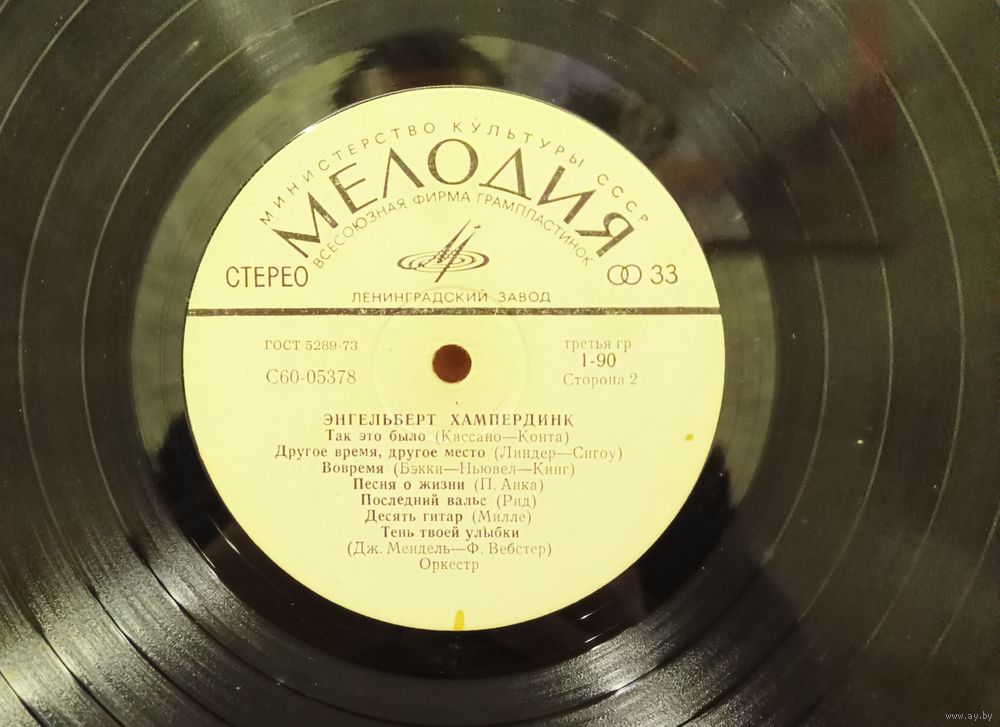 МИНИСТЕРСТВО КУЛЬТУРЫ СССР
МЕЛОДИЯ
ВСЕСОЮЗНАЯ ФИРМА ГРАМПЛАСТИНОК
СТЕРЕО
33
ЛЕНИНГРАДСКИЙ ЗАВОД
ГОСТ 5289-73
третья гр
1-90
С60-05378
Сторона 2
ЭНГЕЛЬБЕРТ ХАМПЕРДИНК
Так это было (Кассано—Конта)
Другое время, другое место (Линдер—Сигоу)
Вовремя (Бэкки—Ньювел—Кинг)
Песня о жизни (П. Анка)
Последний вальс (Рид)
Десять гитар (Милле)
Тень твоей улыбки
(Дж. Мендель—Ф. Вебстер)
Оркестр
www.ay.by